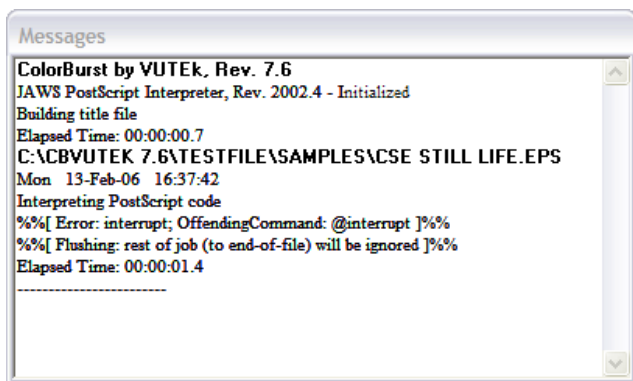 Messages
ColorBurst by VUTEk, Rev. 7.6
JAWS PostScript Interpreter, Rev. 2002.4 - Initialized
Building title file
Elapsed Time: 00:00:00.7
C:\CBVUTEK 7.6\TESTFILE\SAMPLES\CSE STILL LIFE.EPS
Mon 13-Feb-06 16:37:42
Interpreting PostScript code
%%[ Error: interrupt; OffendingCommand: @interrupt ]%%
%%[ Flushing: rest of job (to end-of-file) will be ignored ]%%
Elapsed Time: 00:00:01.4
------------------------